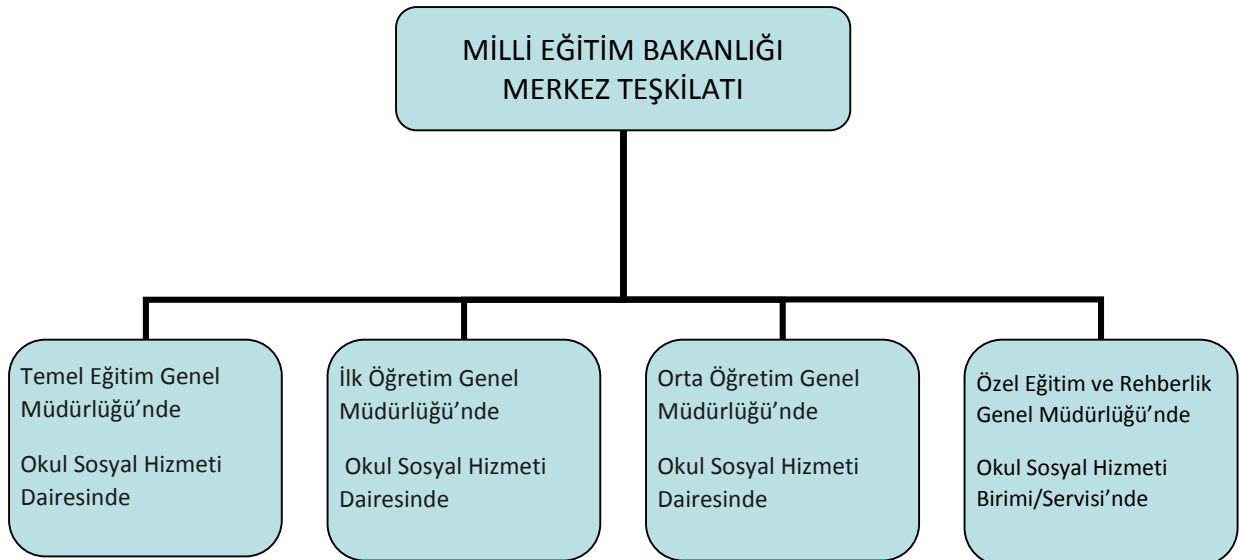 MİLLİ EĞİTİM BAKANLIĞI
MERKEZ TEŞKİLATI
Temel Eğitim Genel
Müdürlüğü’nde
Okul Sosyal Hizmeti
Dairesinde
İlk Öğretim Genel
Müdürlüğü’nde
Okul Sosyal Hizmeti
Dairesinde
Orta Öğretim Genel
Müdürlüğü’nde
Okul Sosyal Hizmeti
Dairesinde
Özel Eğitim ve Rehberlik
Genel Müdürlüğü’nde
Okul Sosyal Hizmeti
Birimi/Servisi’nde